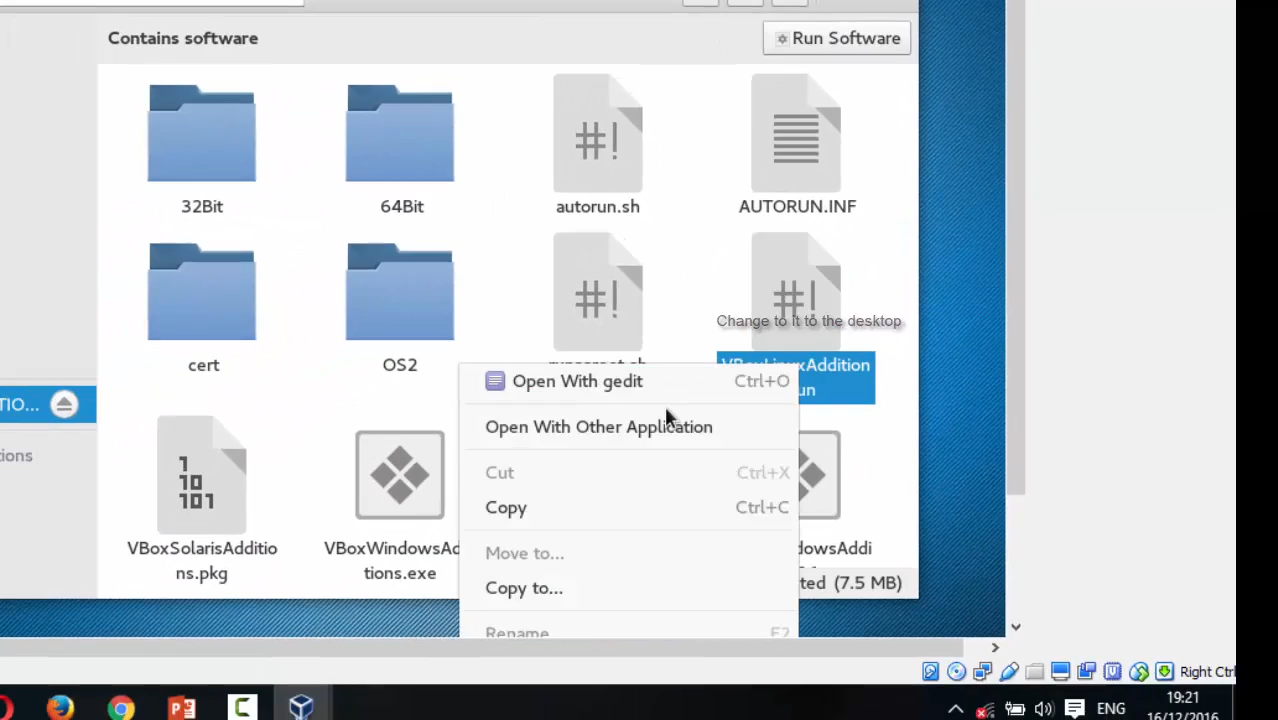 Contains software
Run Software
32Bit
64Bit
autorun.sh
AUTORUN.INF
Change to it to the desktop
cert
OS2
VBoxLinuxAddition
un
TIO...
tions
Open With gedit Ctrl+O
Open With Other Application
Cut Ctrl+X
Copy Ctrl+C
Move to...
Copy to...
Rename F2
VBoxSolarisAdditio
ns.pkg
VBoxWindowsAd
tions.exe
dowsAddi
ted (7.5 MB)
Right Ctrl
ENG
19:21
16/12/2016